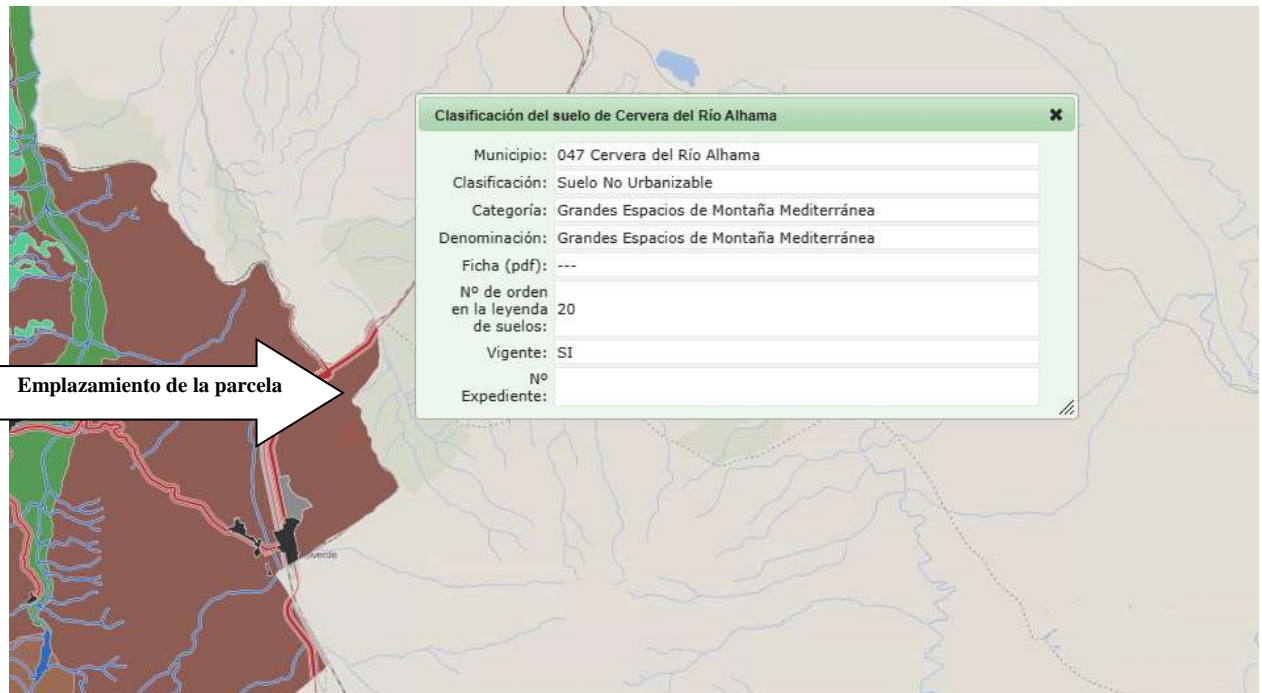 Clasificación del suelo de Cervera del Río Alhama
Municipio: 047 Cervera del Río Alhama
Clasificación: Suelo No Urbanizable
Categoría: Grandes Espacios de Montaña Mediterránea
Denominación: Grandes Espacios de Montaña Mediterránea
Ficha (pdf): ---
Nº de orden
en la leyenda 20
de suelos:
Vigente: SI
Nº
Expediente:
Emplazamiento de la parcela